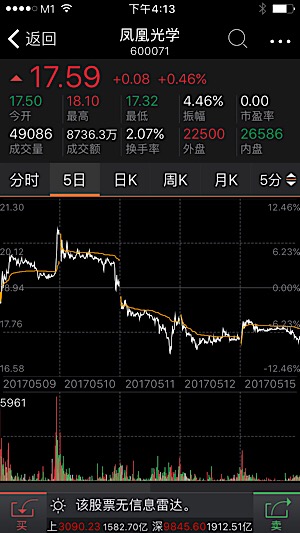 M1 下午4:13
返回 凤凰光学
600071
17.59 +0.08 +0.46%
17.50 18.10 17.32 4.46% 0.00
今开 最高 最低 振幅 市盈率
49086 8736.3万 2.07% 22500 26586
成交量 成交额 换手率 外盘 内盘
分时 5日 日K 周K 月K 5分
21.30 12.46%
20.12 6.23%
18.94 0.00%
17.76 -6.23%
16.58 -12.46%
20170509 20170510 20170511 20170512 20170515
5961
买 该股票无信息雷达。 卖
上3090.23 1582.70亿 深9845.60 1912.51亿